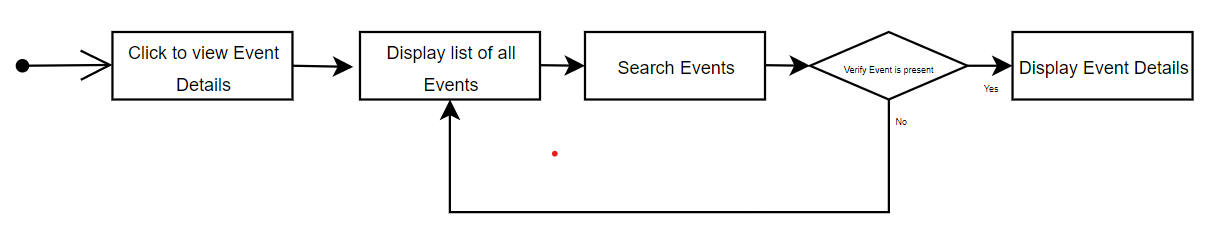 Click to view Event
Details
Display list of all
Events
Search Events
Verify Event is present
Yes
Display Event Details
No